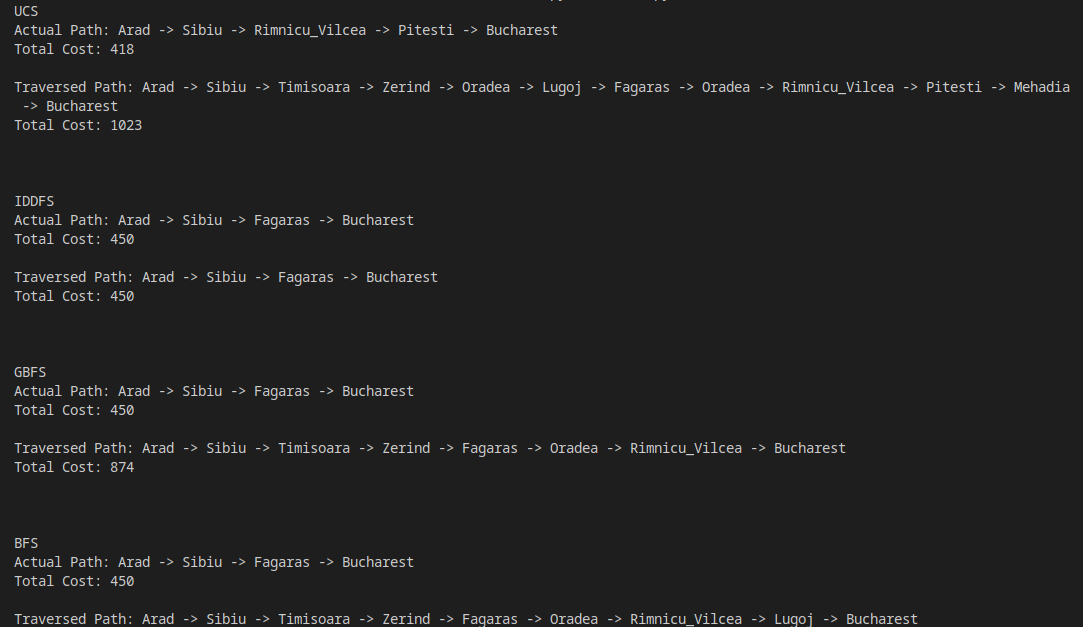 UCS
Actual Path: Arad -> Sibiu -> Rimnicu_Vilcea -> Pitesti -> Bucharest
Total Cost: 418
Traversed Path: Arad -> Sibiu -> Timisoara -> Zerind -> Oradea -> Lugoj -> Fagaras -> Oradea -> Rimnicu_Vilcea -> Pitesti -> Mehadia
-> Bucharest
Total Cost: 1023
IDDFS
Actual Path: Arad -> Sibiu -> Fagaras -> Bucharest
Total Cost: 450
Traversed Path: Arad -> Sibiu -> Fagaras -> Bucharest
Total Cost: 450
GBFS
Actual Path: Arad -> Sibiu -> Fagaras -> Bucharest
Total Cost: 450
Traversed Path: Arad -> Sibiu -> Timisoara -> Zerind -> Fagaras -> Oradea -> Rimnicu_Vilcea -> Bucharest
Total Cost: 874
BFS
Actual Path: Arad -> Sibiu -> Fagaras -> Bucharest
Total Cost: 450
Traversed Path: Arad -> Sibiu -> Timisoara -> Zerind -> Fagaras -> Oradea -> Rimnicu_Vilcea -> Lugoj -> Bucharest